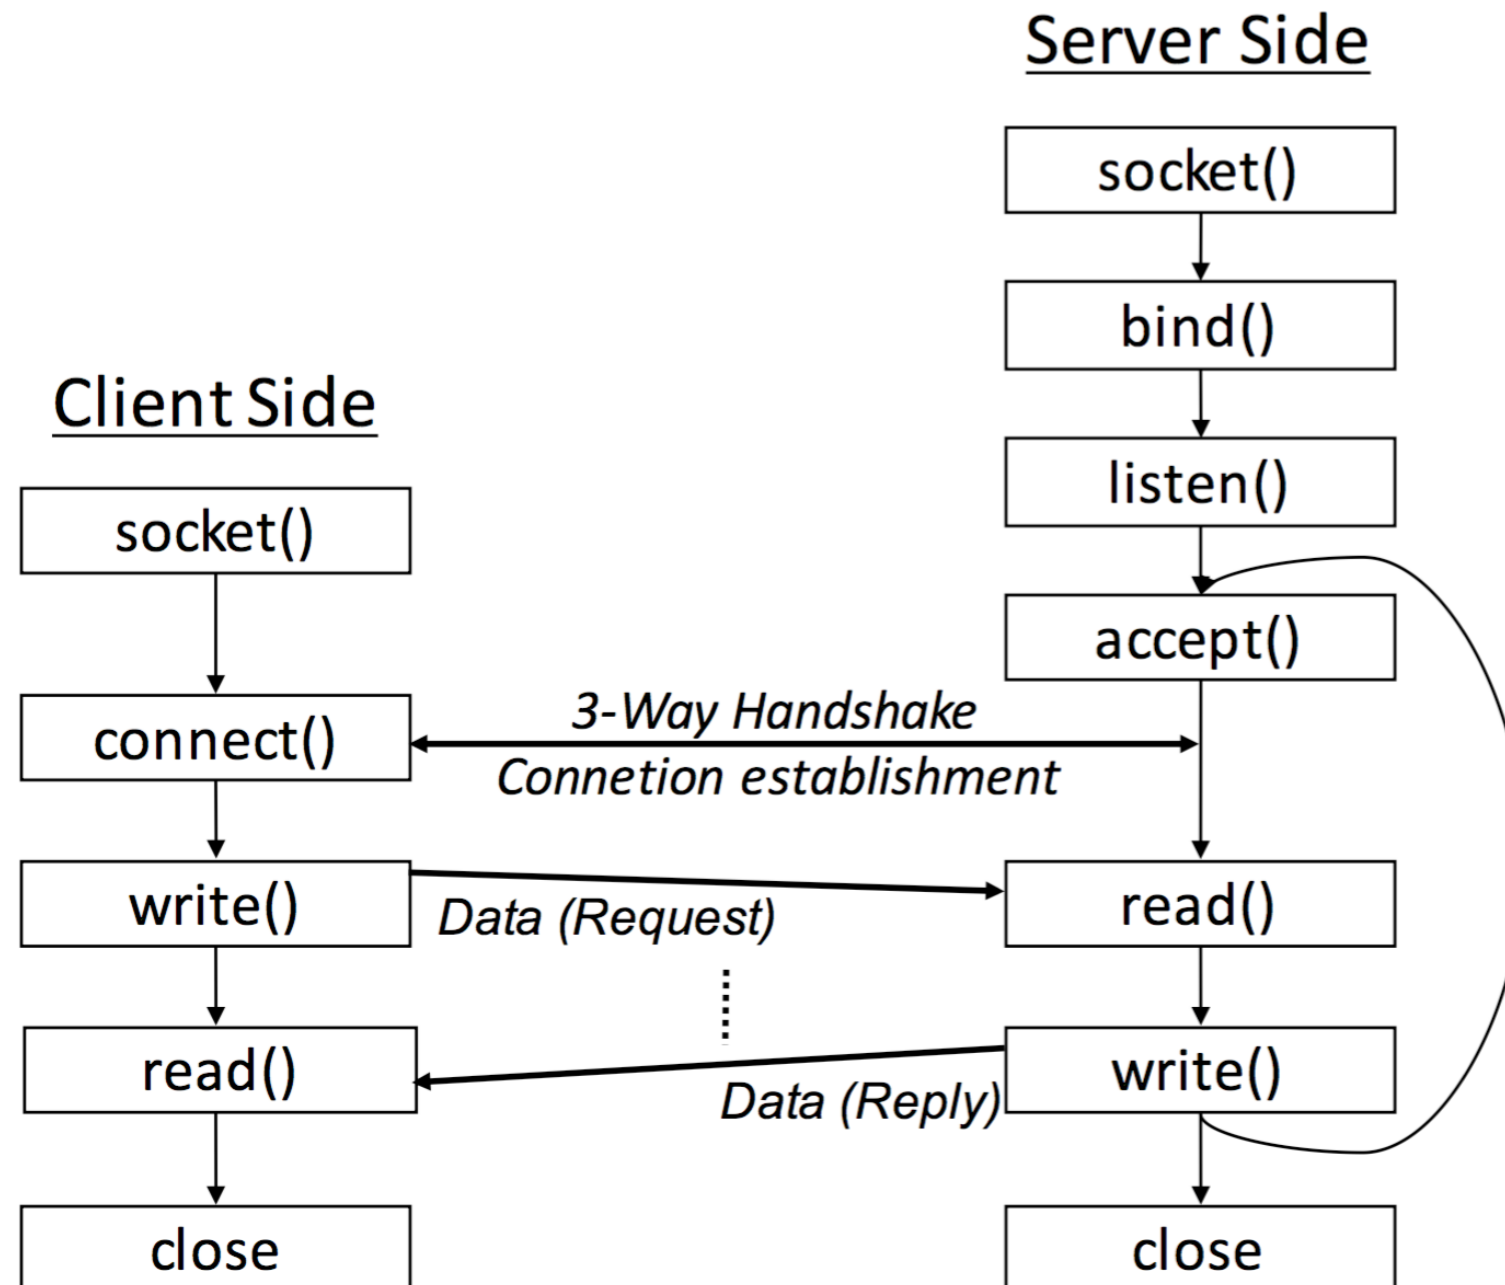 Server Side
socket()
bind()
listen()
accept()
Client Side
socket()
connect()
3-Way Handshake
Connetion establishment
write()
Data (Request)
read()
read()
Data (Reply)
write()
close
close